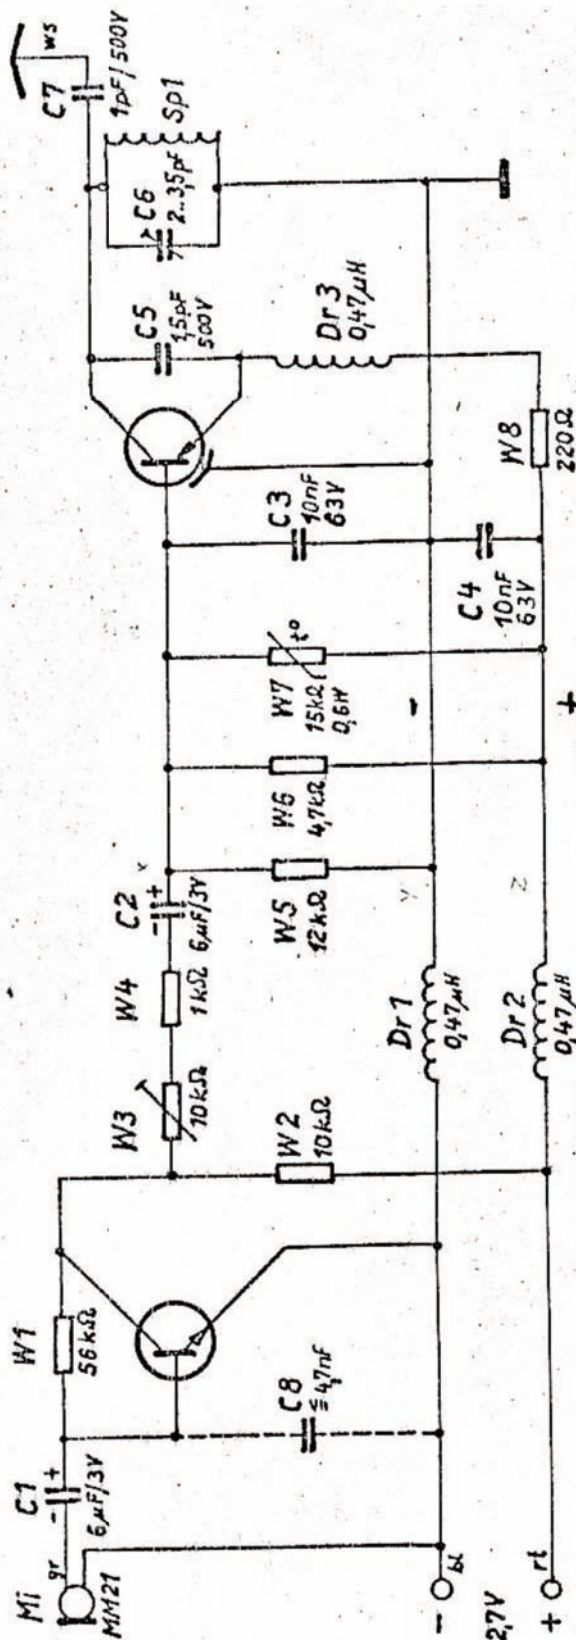 Mi
MM21
gr
C1
- +
6µF/3V
W1
56kΩ
C8
≤4,7nF
W3
10kΩ
W2
10kΩ
W4
1kΩ
C2
- +
6µF/3V
W5
12kΩ
W6
4,7kΩ
W7
15kΩ
0,6W
t°
C3
10nF
63V
C4
10nF
63V
C5
1,5pF
500V
C6
2..3,5pF
C7
1pF/500V
Sp1
ws
Dr3
0,47µH
W8
220Ω
Dr1
0,47µH
Y
-
Dr2
0,47µH
Z
+
- bl
2,7V
+ rt